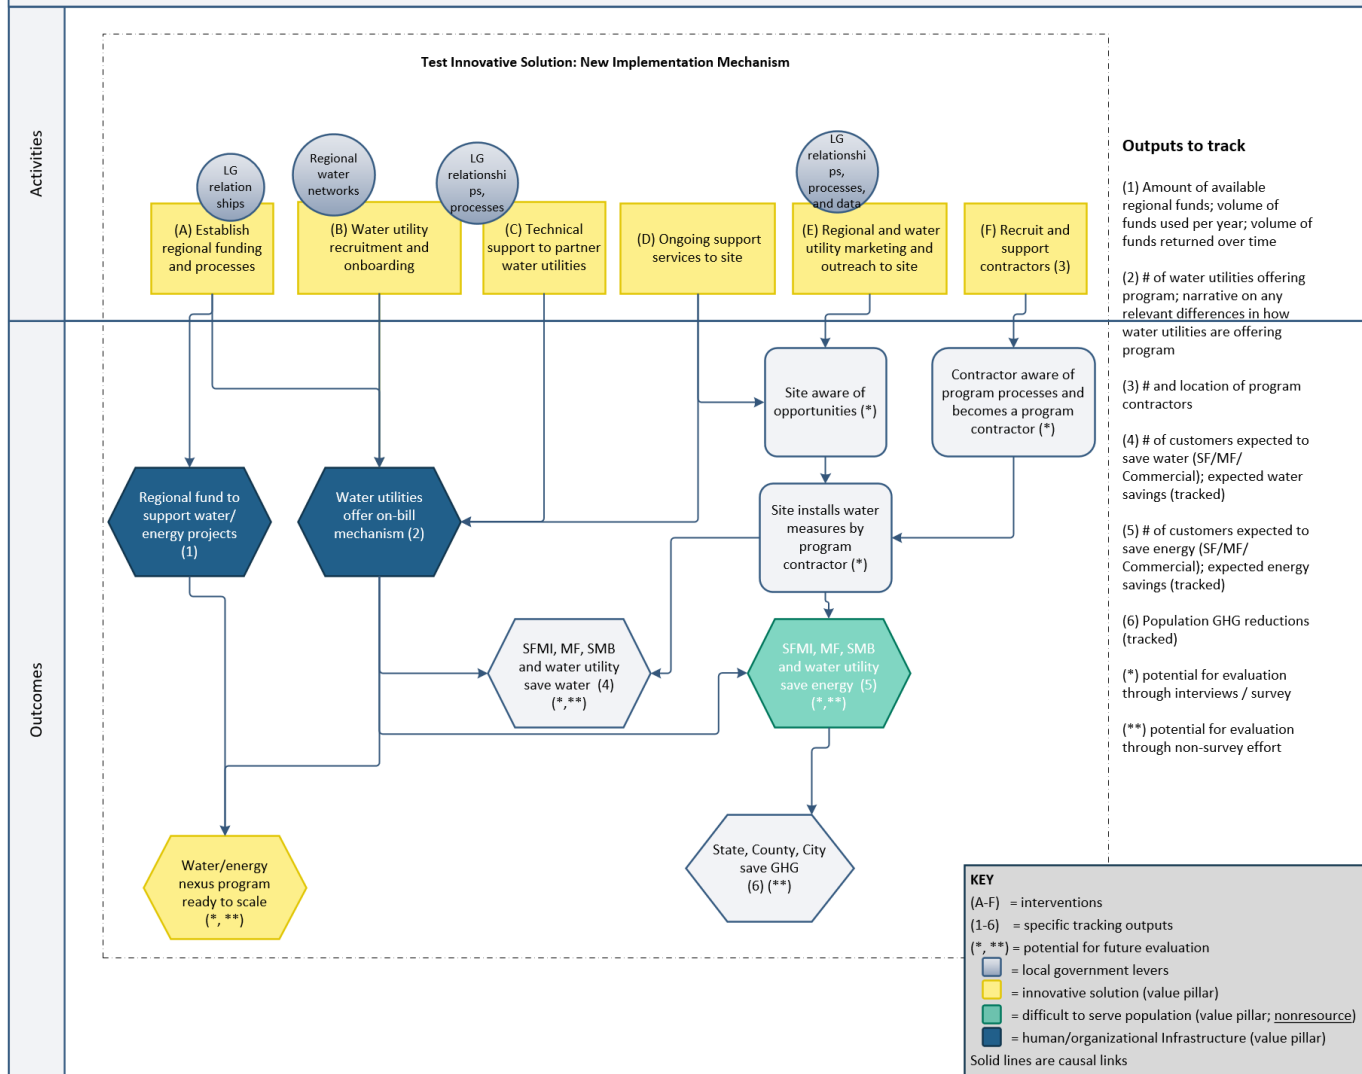 Activities
Test Innovative Solution: New Implementation Mechanism
LG
relation
ships
Regional
water
networks
LG
relationshi
ps,
processes
LG
relationshi
ps,
processes,
and data
(A) Establish
regional funding
and processes
(B) Water utility
recruitment and
onboarding
(C) Technical
support to partner
water utilities
(D) Ongoing support
services to site
(E) Regional and water
utility marketing and
outreach to site
(F) Recruit and
support
contractors (3)
Outcomes
Site aware of
opportunities (*)
Contractor aware of
program processes and
becomes a program
contractor (*)
Regional fund to
support water/
energy projects
(1)
Water utilities
offer on-bill
mechanism (2)
Site installs water
measures by
program
contractor (*)
SFMI, MF, SMB
and water utility
save water (4)
(*,**)
SFMI, MF, SMB
and water utility
save energy (5)
(*,**)
Water/energy
nexus program
ready to scale
(*, **)
State, County, City
save GHG
(6) (**)
Outputs to track
(1) Amount of available
regional funds; volume of
funds used per year; volume of
funds returned over time
(2) # of water utilities offering
program; narrative on any
relevant differences in how
water utilities are offering
program
(3) # and location of program
contractors
(4) # of customers expected to
save water (SF/MF/
Commercial); expected water
savings (tracked)
(5) # of customers expected to
save energy (SF/MF/
Commercial); expected energy
savings (tracked)
(6) Population GHG reductions
(tracked)
(*) potential for evaluation
through interviews / survey
(**) potential for evaluation
through non-survey effort
KEY
(A-F) = interventions
(1-6) = specific tracking outputs
(*, **) = potential for future evaluation
= local government levers
= innovative solution (value pillar)
= difficult to serve population (value pillar; nonresource)
= human/organizational Infrastructure (value pillar)
Solid lines are causal links